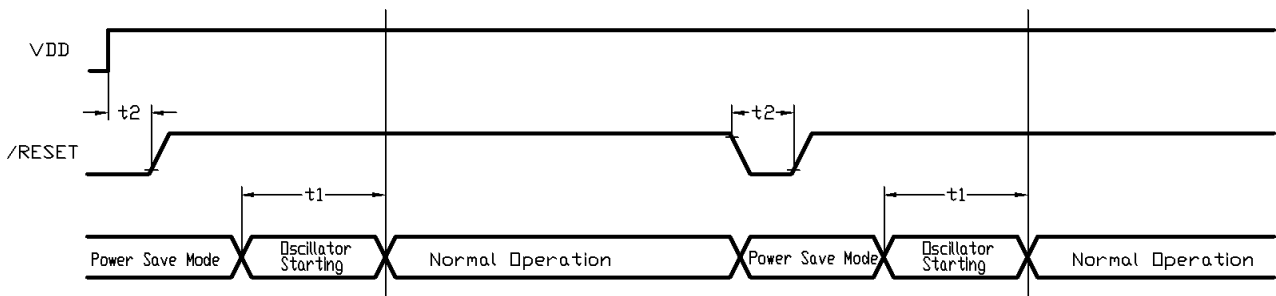 VDD
t2
t2
/RESET
t1
t1
Power Save Mode
Oscillator
Starting
Normal Operation
Power Save Mode
Oscillator
Starting
Normal Operation